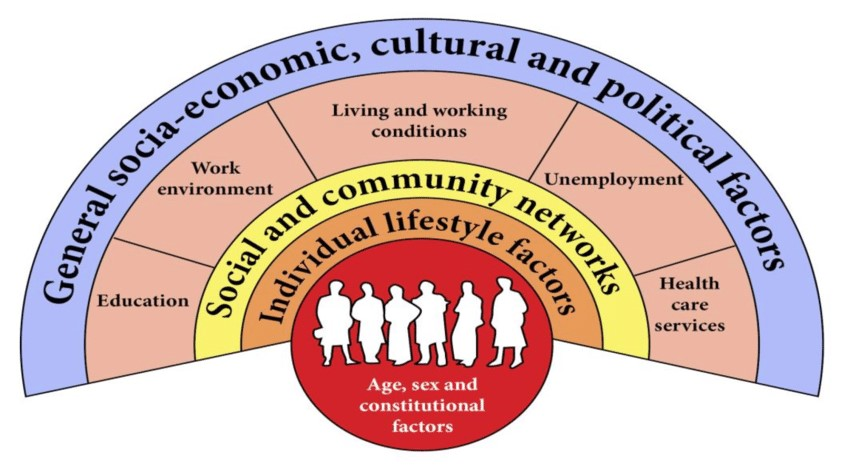 General socia-economic, cultural and political factors
Living and working
conditions
Work
environment
Unemployment
Education
Health
care
services
Social and community networks
Individual lifestyle factors
Age, sex and
constitutional
factors